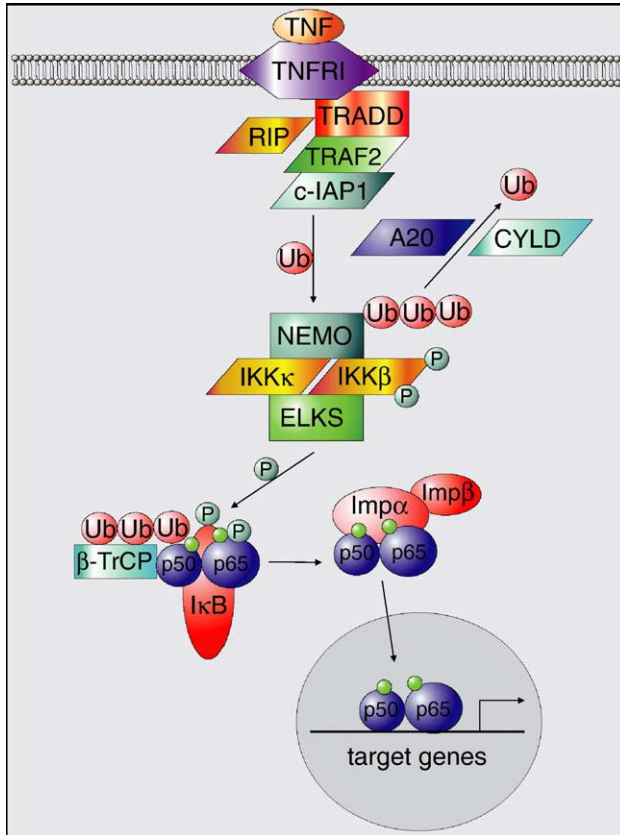 TNF
TNFRI
TRADD
RIP
TRAF2
c-IAP1
Ub
A20
CYLD
Ub
Ub Ub Ub
NEMO
IKKκ
IKKβ
P
P
ELKS
P
Impβ
Impα
P
P
Ub Ub Ub
β-TrCP
p50
p65
IκB
p50
p65
p50
p65
target genes